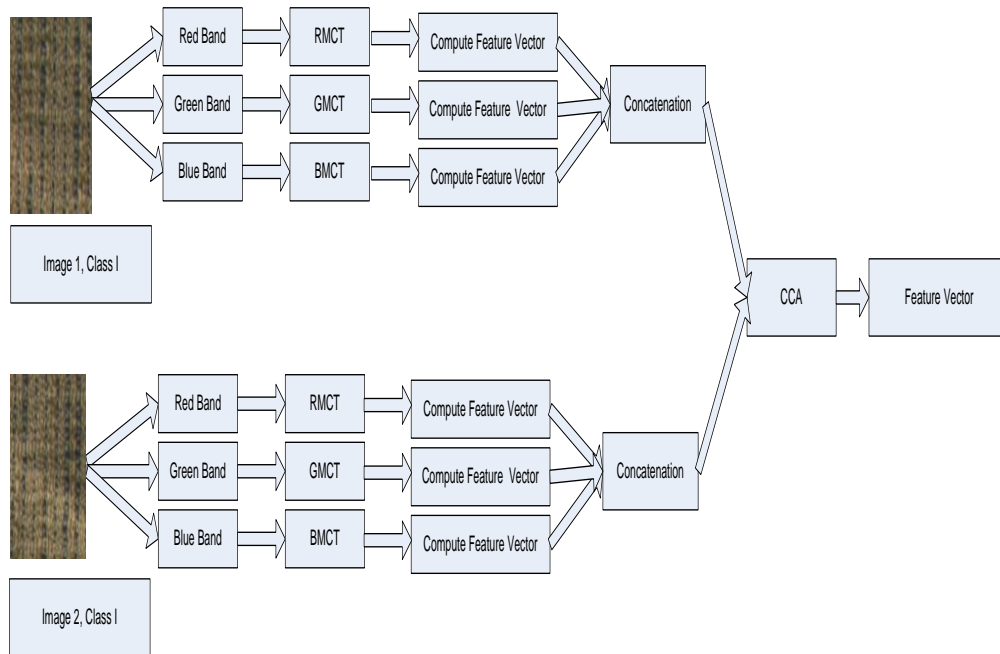 Red Band
RMCT
Compute Feature Vector
Green Band
GMCT
Compute Feature Vector
Concatenation
Blue Band
BMCT
Compute Feature Vector
Image 1, Class I
CCA
Feature Vector
Red Band
RMCT
Compute Feature Vector
Green Band
GMCT
Compute Feature Vector
Concatenation
Blue Band
BMCT
Compute Feature Vector
Image 2, Class I